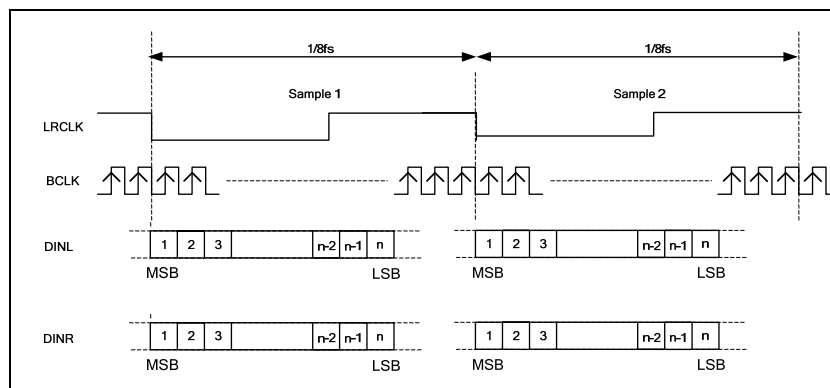 1/8fs 1/8fs
Sample 1 Sample 2
LRCLK
BCLK
DINL 1 2 3 n-2 n-1 n 1 2 3 n-2 n-1 n
MSB LSB MSB LSB
DINR 1 2 3 n-2 n-1 n 1 2 3 n-2 n-1 n
MSB LSB MSB LSB